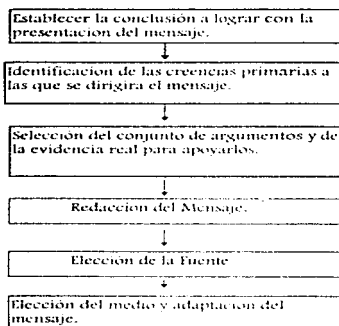 Establecer la conclusión a lograr con la
presentacion del mensaje.
Identificacion de las creencias primarias a
las que se dirigira el mensaje.
Selección del conjunto de argumentos y de
la evidencia real para apoyarlos.
Redaccion del Mensaje.
Elección de la Fuente
Elección del medio y adaptación del
mensaje.